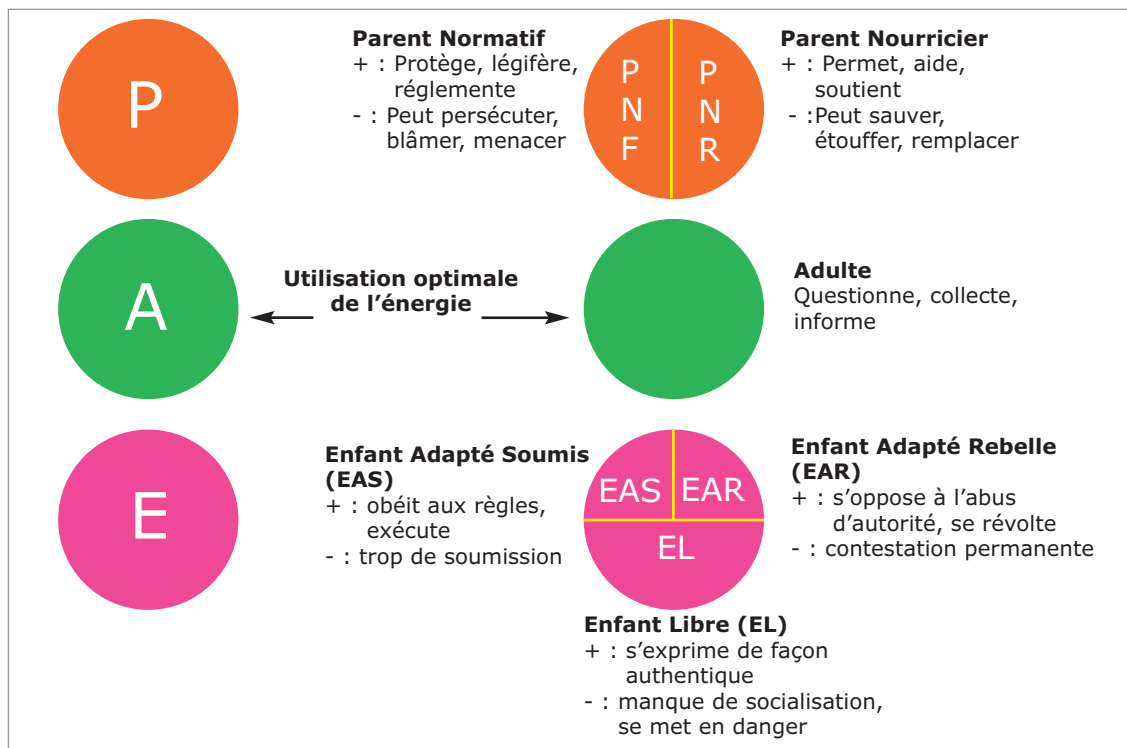 P
Parent Normatif
+ : Protège, légifère,
réglemente
- : Peut persécuter,
blâmer, menacer
P
N
F
P
N
R
Parent Nourricier
+ : Permet, aide,
soutient
- :Peut sauver,
étouffer, remplacer
A
Utilisation optimale
de l’énergie
Adulte
Questionne, collecte,
informe
E
Enfant Adapté Soumis
(EAS)
+ : obéit aux règles,
exécute
- : trop de soumission
EAS
EAR
EL
Enfant Adapté Rebelle
(EAR)
+ : s’oppose à l’abus
d’autorité, se révolte
- : contestation permanente
Enfant Libre (EL)
+ : s’exprime de façon
authentique
- : manque de socialisation,
se met en danger